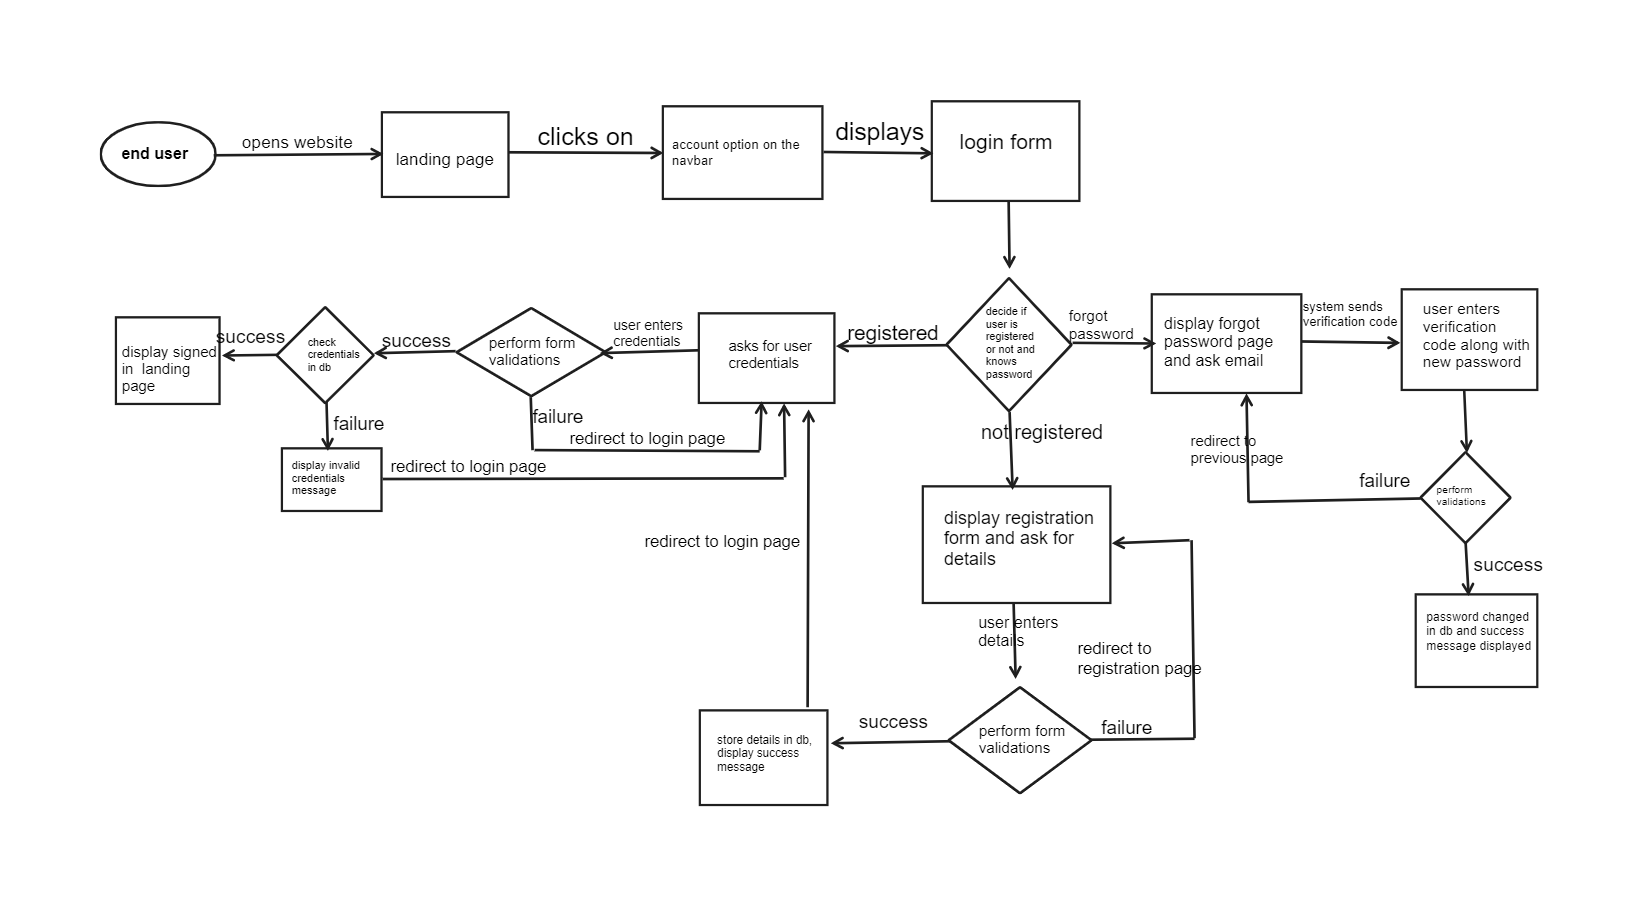 end user
opens website
landing page
clicks on
account option on the
navbar
displays
login form
decide if
user is
registered
or not and
knows
password
registered
asks for user
credentials
user enters
credentials
perform form
validations
success
check
credentials
in db
success
display signed
in  landing
page
failure
display invalid
credentials
message
redirect to login page
failure
redirect to login page
forgot
password
display forgot
password page
and ask email
system sends
verification code
user enters
verification
code along with
new password
perform
validations
failure
redirect to
previous page
success
password changed
in db and success
message displayed
not registered
display registration
form and ask for
details
user enters
details
perform form
validations
failure
redirect to
registration page
success
store details in db,
display success
message
redirect to login page